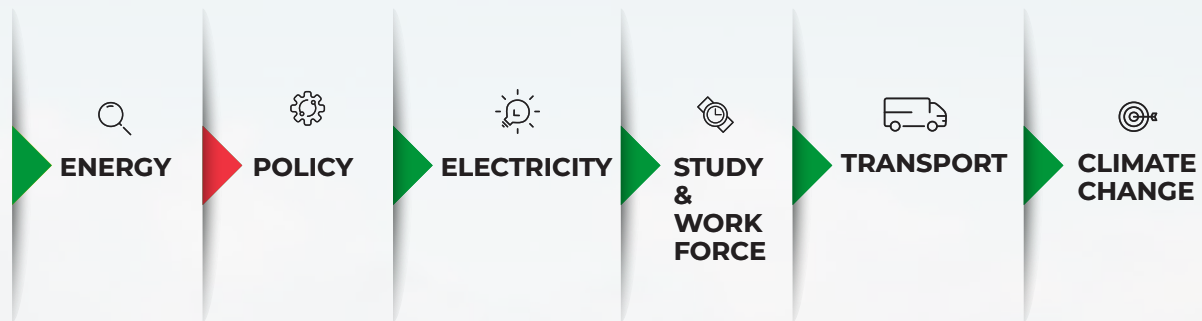 ENERGY
POLICY
ELECTRICITY
STUDY
&
WORK
FORCE
TRANSPORT
CLIMATE
CHANGE